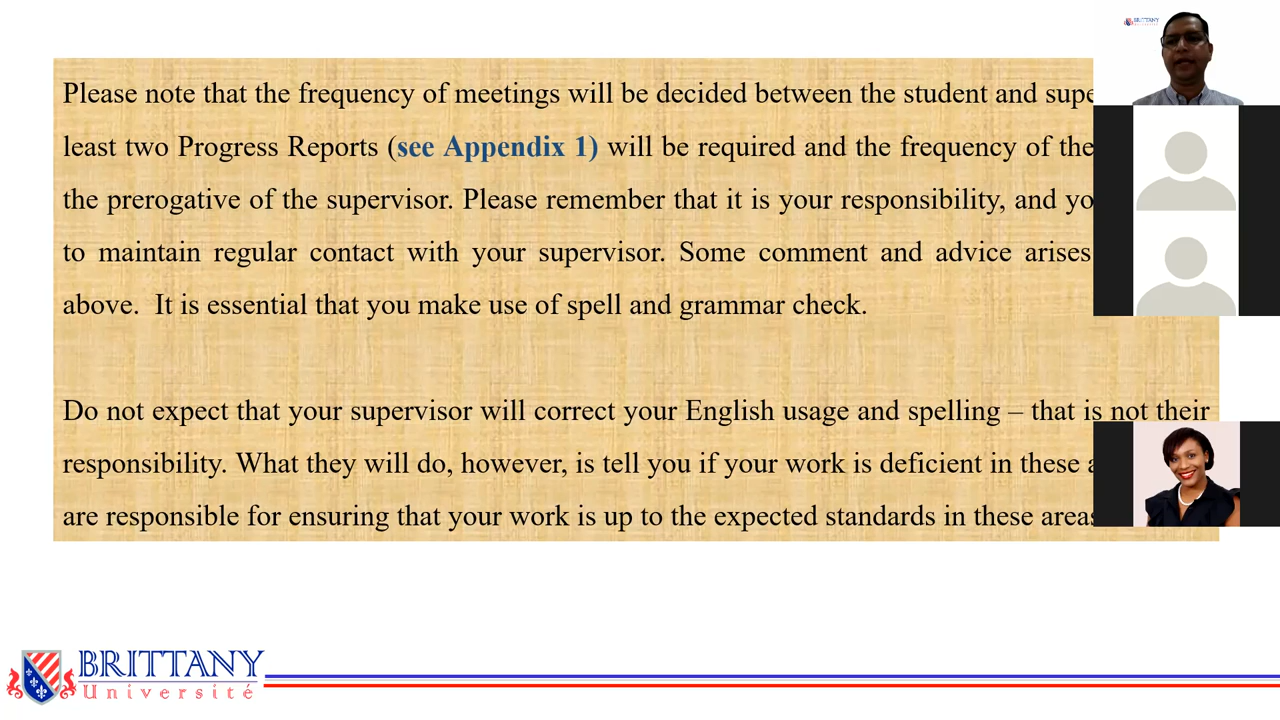 Please note that the frequency of meetings will be decided between the student and supe
least two Progress Reports (see Appendix 1) will be required and the frequency of the
the prerogative of the supervisor. Please remember that it is your responsibility, and yo
to maintain regular contact with your supervisor. Some comment and advice arises
above. It is essential that you make use of spell and grammar check.
Do not expect that your supervisor will correct your English usage and spelling – that is not their
responsibility. What they will do, however, is tell you if your work is deficient in these a
are responsible for ensuring that your work is up to the expected standards in these areas
BRITTANY
Université
BRITTANY